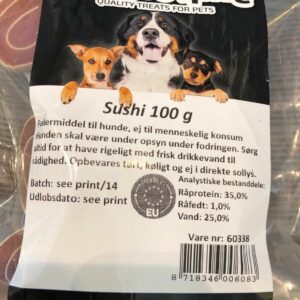 QUALITY TREATS FOR PETS
Sushi 100 g
Fodermiddel til hunde, ej til menneskelig konsum
Hunden skal være under opsyn under fodringen. Sørg
altid for at have rigeligt med frisk drikkevand til
rådighed. Opbevares tørt, køligt og ej i direkte sollys.
Analystiske bestanddele:
Batch: see print/14
Råprotein: 35,0%
Udlobsdato: see print
Råfedt: 1,0%
Vand: 25,0%
EU
Vare nr: 60338
8 718346 006083